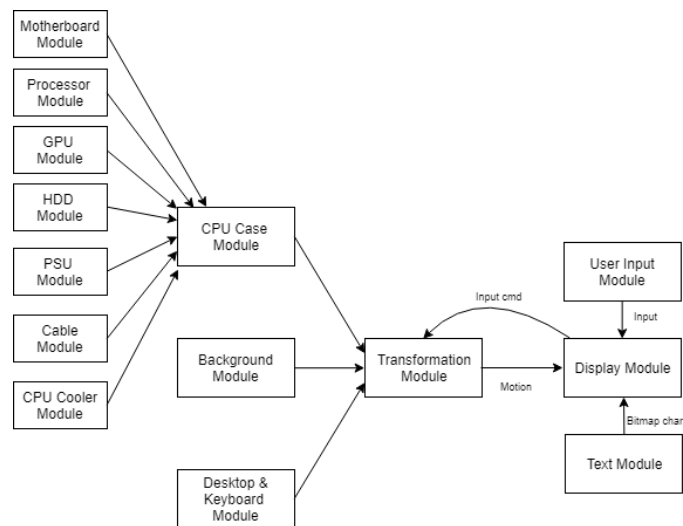 Motherboard
Module
Processor
Module
GPU
Module
HDD
Module
PSU
Module
Cable
Module
CPU Cooler
Module
CPU Case
Module
Background
Module
Desktop &
Keyboard
Module
Transformation
Module
Input cmd
Motion
User Input
Module
Input
Display Module
Bitmap char
Text Module